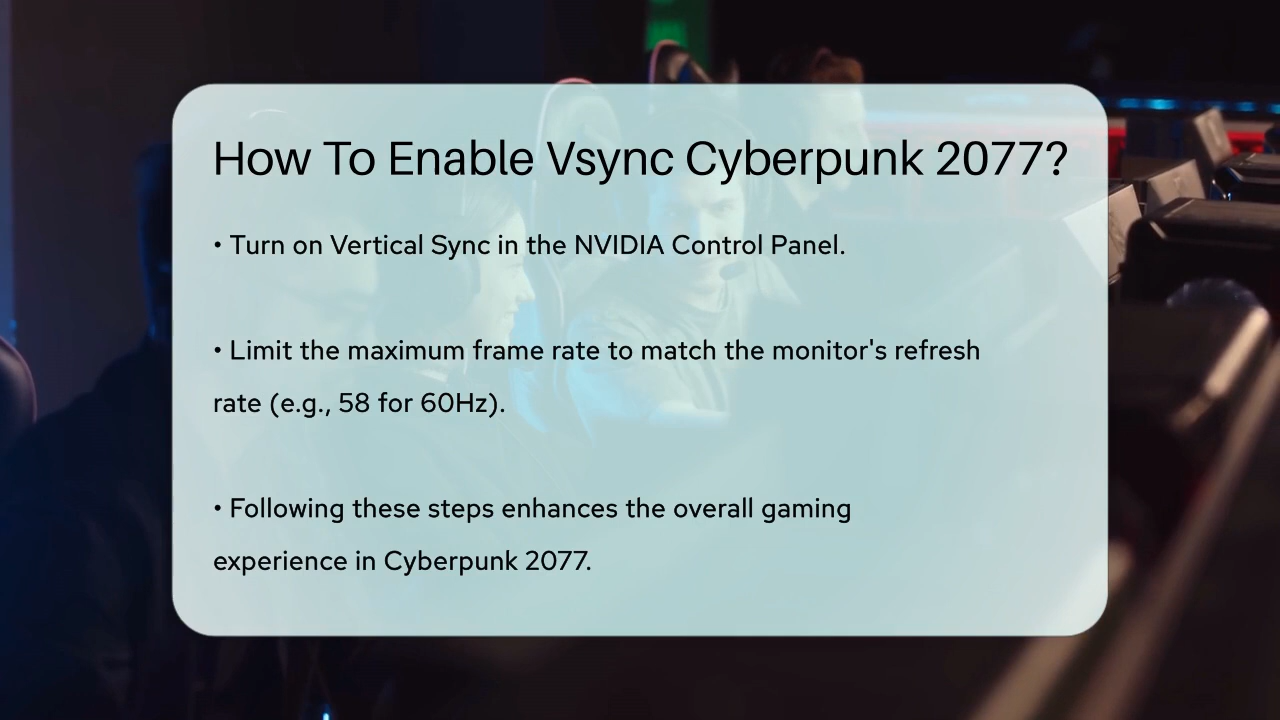 How To Enable Vsync Cyberpunk 2077?
• Turn on Vertical Sync in the NVIDIA Control Panel.
• Limit the maximum frame rate to match the monitor's refresh
rate (e.g., 58 for 60Hz).
• Following these steps enhances the overall gaming
experience in Cyberpunk 2077.